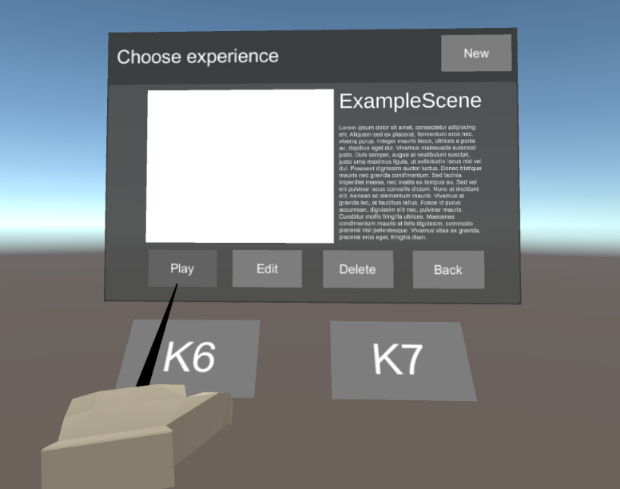 Choose experience
New
ExampleScene
Lorem ipsum dolor sit amet, consectetur adipiscing
elit. Aliquam sed ex placerat, fermentum eros nec,
viverra purus. Integer mauris lacus, ultrices a porta
ac, dapibus eget dui. Vivamus malesuada euismod
justo. Duis semper, augue at vestibulum suscipit,
justo urna maximus ligula, ut sollicitudin lacus nisl vel
dui. Praesent dignissim auctor luctus. Donec tristique
mauris nec gravida condimentum. Sed lacinia
imperdiet massa, nec mattis ex tempus eu. Sed vel
elit pulvinar lacus convallis dictum. Nunc ut tincidunt
est. Aenean ac elementum mauris. Vivamus at
gravida leo, at faucibus tellus. Fusce id purus
accumsan, dignissim elit nec, pulvinar mauris.
Curabitur mollis fringilla ultrices. Maecenas
condimentum mauris at felis dignissim, commodo
placerat nisl pellentesque. Vivamus vitae ex gravida,
placerat eros eget, fringilla diam.
Play
Edit
Delete
Back
K6
K7